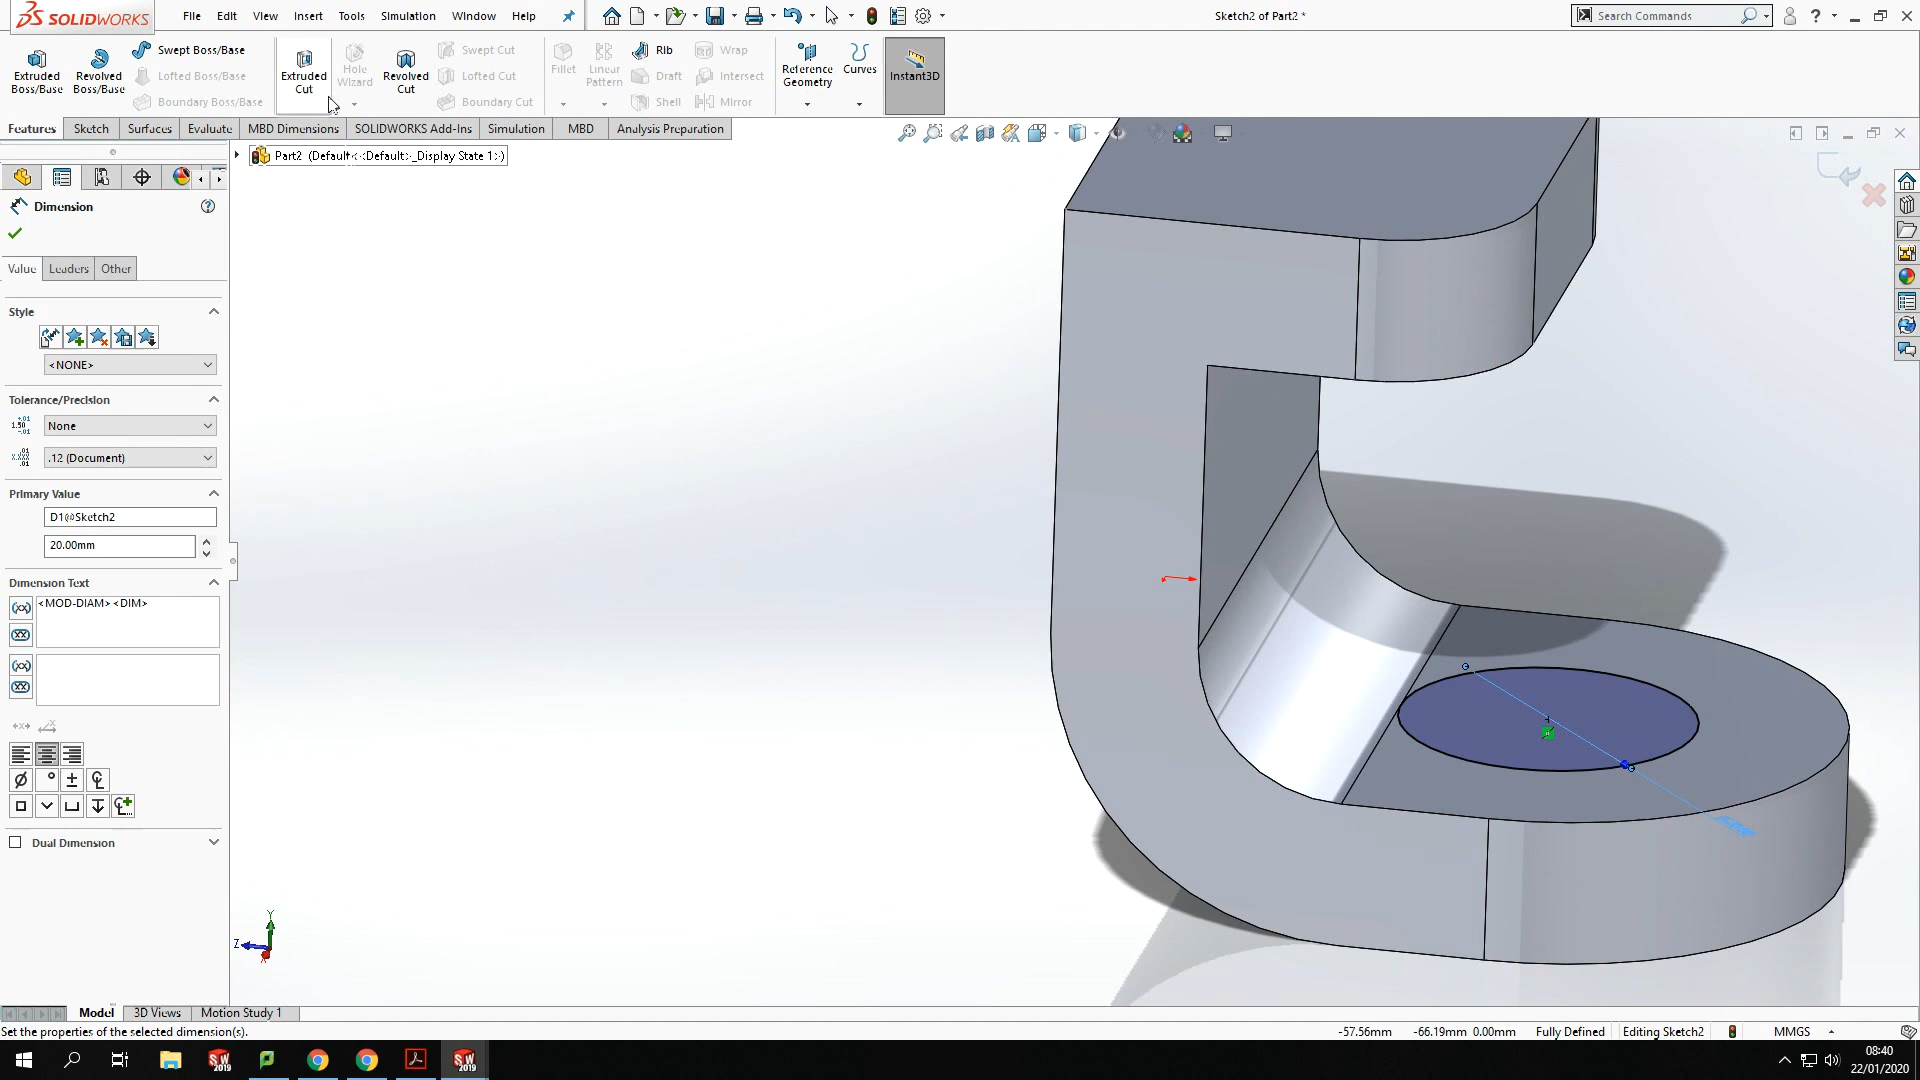 SOLIDWORKS
File Edit View Insert Tools Simulation Window Help
Sketch2 of Part2 *
Search Commands
Extruded Boss/Base
Revolved Boss/Base
Swept Boss/Base
Lofted Boss/Base
Boundary Boss/Base
Extruded Cut
Hole Wizard
Revolved Cut
Swept Cut
Lofted Cut
Boundary Cut
Fillet
Linear Pattern
Rib
Draft
Shell
Wrap
Intersect
Mirror
Reference Geometry
Curves
Instant3D
Features Sketch Surfaces Evaluate MBD Dimensions SOLIDWORKS Add-Ins Simulation MBD Analysis Preparation
Part2 (Default<<Default>_Display State 1>)
Dimension
Value Leaders Other
Style
<NONE>
Tolerance/Precision
None
.12 (Document)
Primary Value
D1@Sketch2
20.00mm
Dimension Text
<MOD-DIAM><DIM>
Dual Dimension
Y
Z
X
Model 3D Views Motion Study 1
Set the properties of the selected dimension(s).
-57.56mm -66.19mm 0.00mm Fully Defined Editing Sketch2 MMGS
08:40
22/01/2020